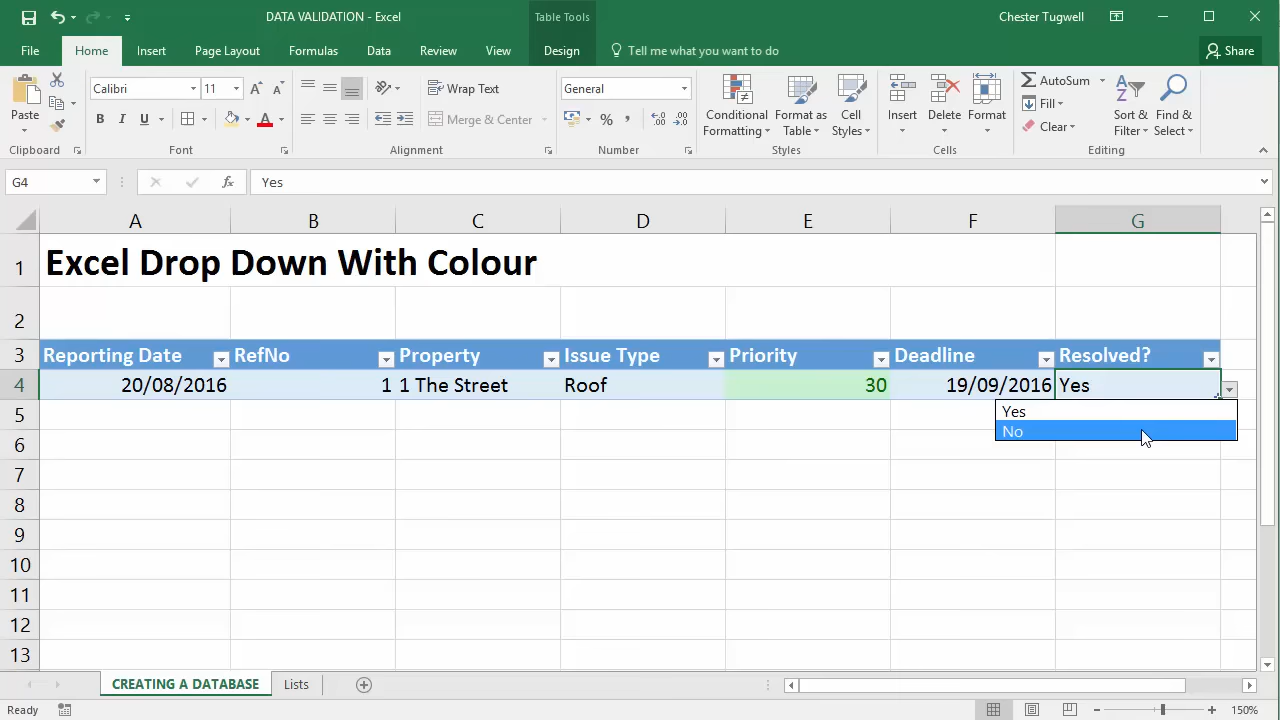 DATA VALIDATION - Excel
Table Tools
Chester Tugwell
File Home Insert Page Layout Formulas Data Review View Design Tell me what you want to do Share
Paste
Calibri 11
B I U A
A A
Wrap Text
Merge & Center
General
%
Conditional Formatting
Format as Table
Cell Styles
Insert
Delete
Format
AutoSum
Fill
Clear
Sort & Filter
Find & Select
Clipboard Font Alignment Number Styles Cells Editing
G4 fx Yes
A B C D E F G
1 Excel Drop Down With Colour
2
3 Reporting Date RefNo Property Issue Type Priority Deadline Resolved?
4 20/08/2016 1 1 The Street Roof 30 19/09/2016 Yes
5 Yes
6 No
7
8
9
10
11
12
13
CREATING A DATABASE Lists
Ready 150%